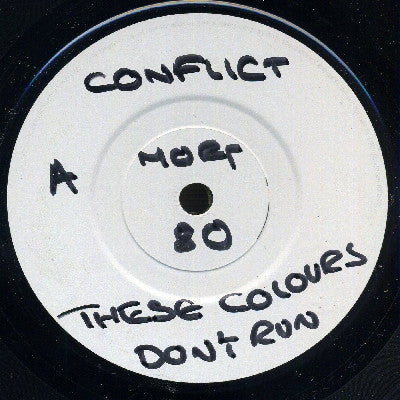 CONFLICT
A
MORT
80
THESE COLOURS
DON'T RUN